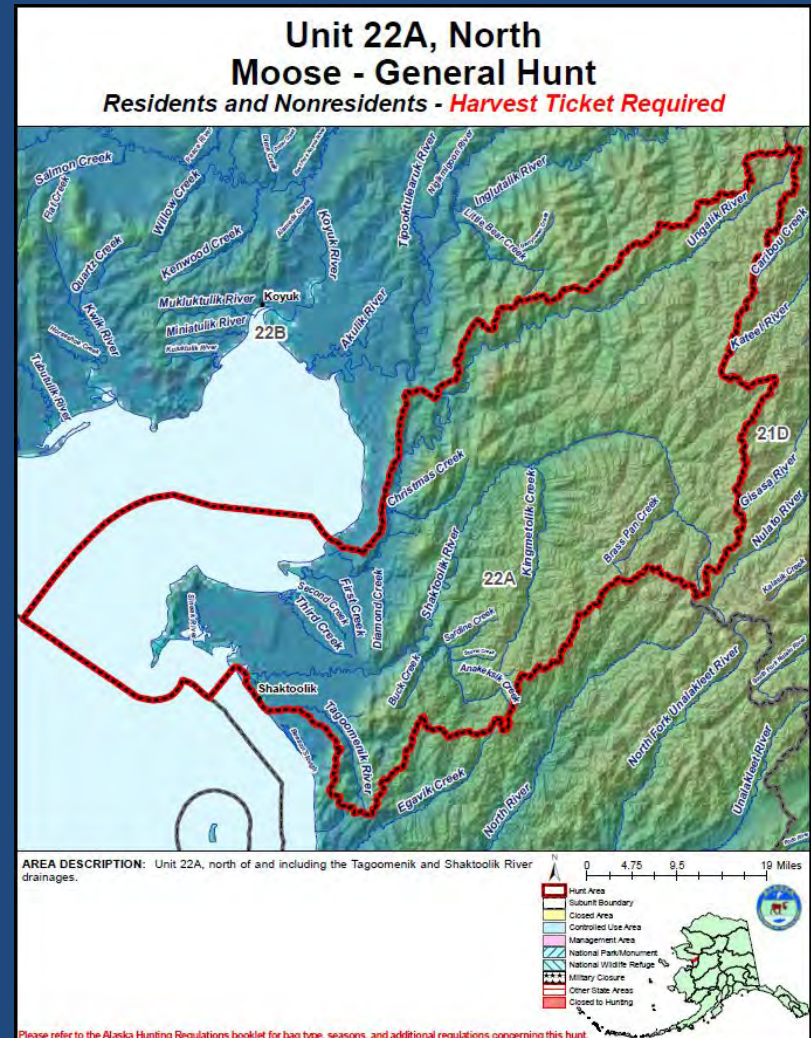 Unit 22A, North
Moose - General Hunt
Residents and Nonresidents - Harvest Ticket Required
Salmon Creek
Flat Creek
Willow Creek
Quartz Creek
Kenwood Creek
Koyuk River
Tipooktulearuk River
Inglutalik River
Little Bear Creek
Ungalik River
Caribou Creek
Mukluktulik River
Koyuk
Miniatulik River
22B
Kwik River
Akulik River
Kateel River
Tubutulik River
21D
Christmas Creek
Gisasa River
Nulato River
Shaktoolik River
Kingmetolik Creek
Brass Pan Creek
22A
First Creek
Second Creek
Third Creek
Diamond Creek
Sardine Creek
Anakeksik Creek
Buck Creek
Shaktoolik
Tagoomenik River
North Fork Unalakleet River
Egavik Creek
North River
Unalakleet River
AREA DESCRIPTION: Unit 22A, north of and including the Tagoomenik and Shaktoolik River
drainages.
N
0 4.75 9.5 19 Miles
Hunt Area
Subunit Boundary
Closed Area
Controlled Use Area
Management Area
National Park/Monument
National Wildlife Refuge
Military Closure
Other State Areas
Closed to Hunting
Please refer to the Alaska Hunting Regulations booklet for bag type, seasons, and additional regulations concerning this hunt.